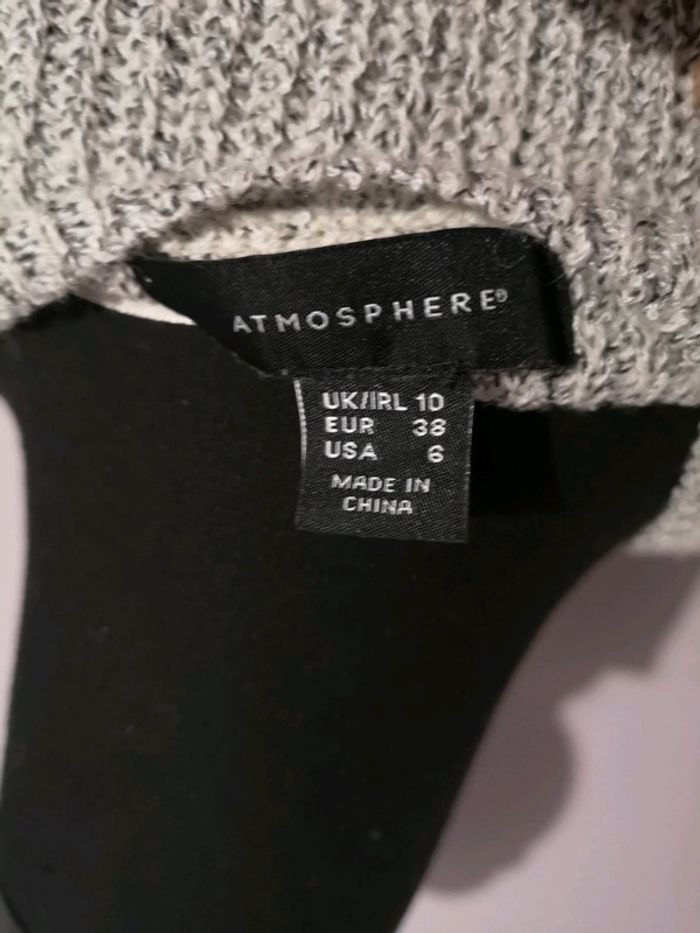 ATMOSPHERE®
UK/IRL 10
EUR 38
USA 6
MADE IN
CHINA